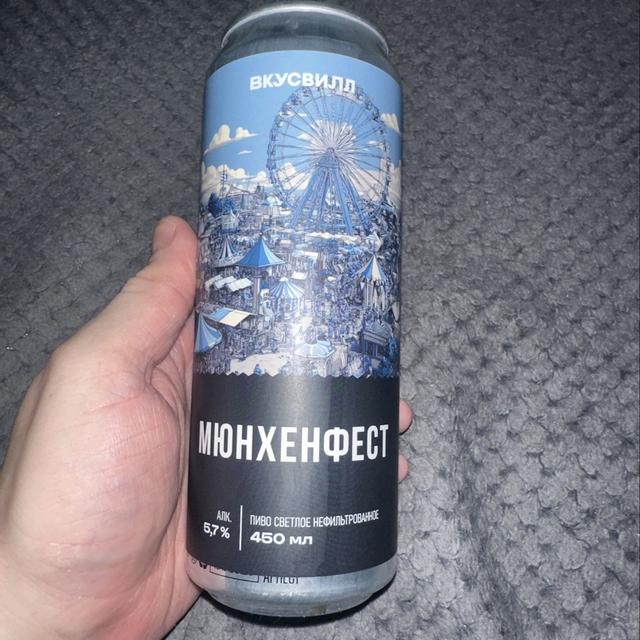 ВКУСВИЛЛ
МЮНХЕНФЕСТ
АЛК.
5,7%
ПИВО СВЕТЛОЕ НЕФИЛЬТРОВАННОЕ
450 МЛ